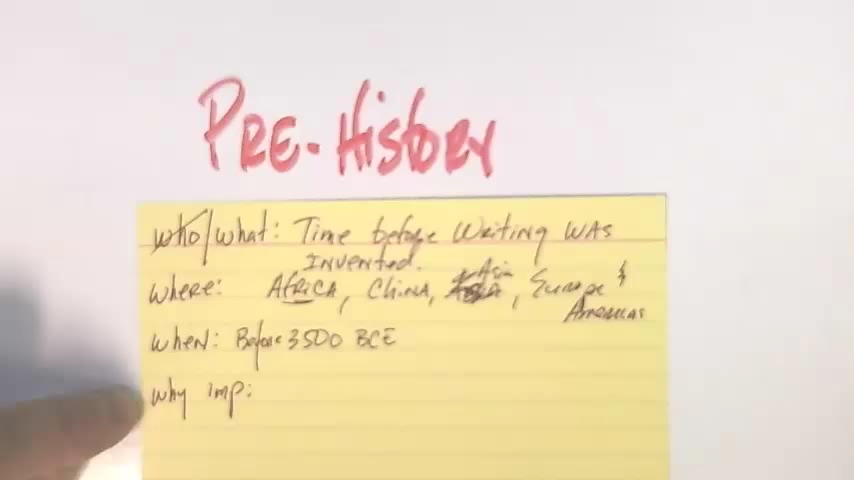 PRE-HISTORY
who/what: Time before Writing was
Invented.
where: AFRICA, CHINA, Asia, Europe &
Americas
when: Before 3500 BCE
why imp: